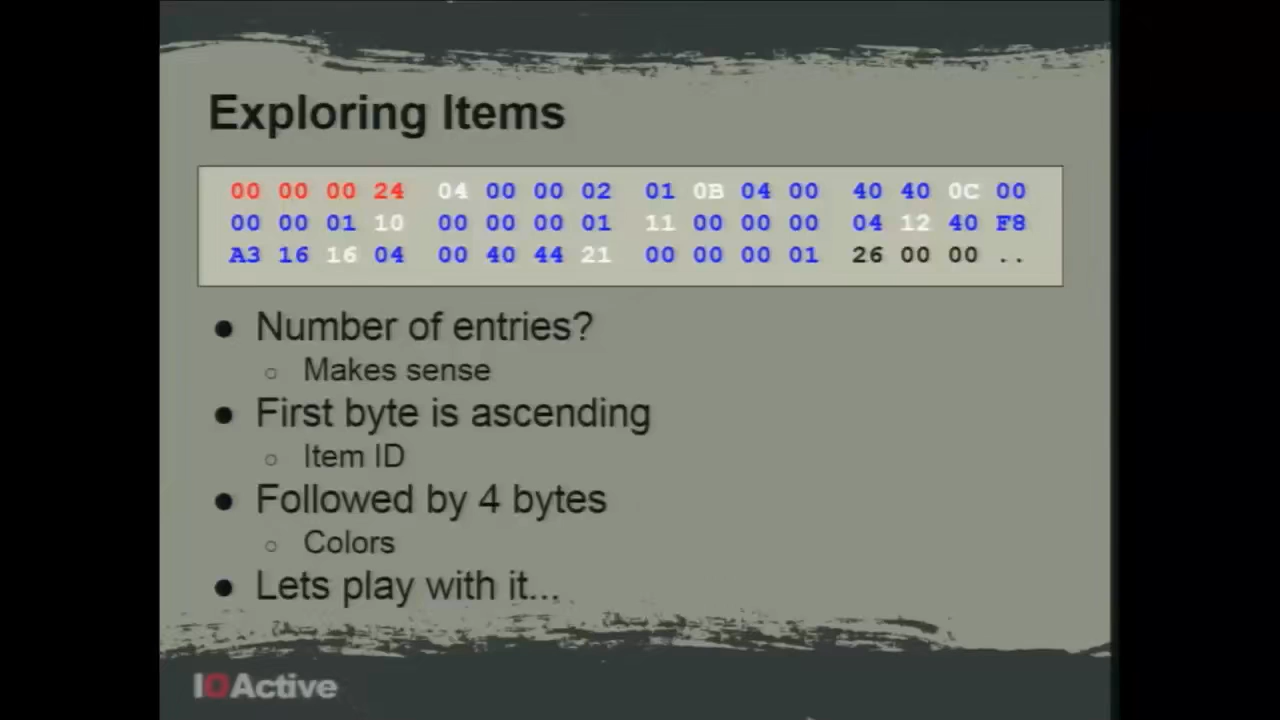 Exploring Items
00 00 00 24 04 00 00 02 01 0B 04 00 40 40 0C 00
00 00 01 10 00 00 00 01 11 00 00 00 04 12 40 F8
A3 16 16 04 00 40 44 21 00 00 00 01 26 00 00 ..
● Number of entries?
○ Makes sense
● First byte is ascending
○ Item ID
● Followed by 4 bytes
○ Colors
● Lets play with it...
IOActive